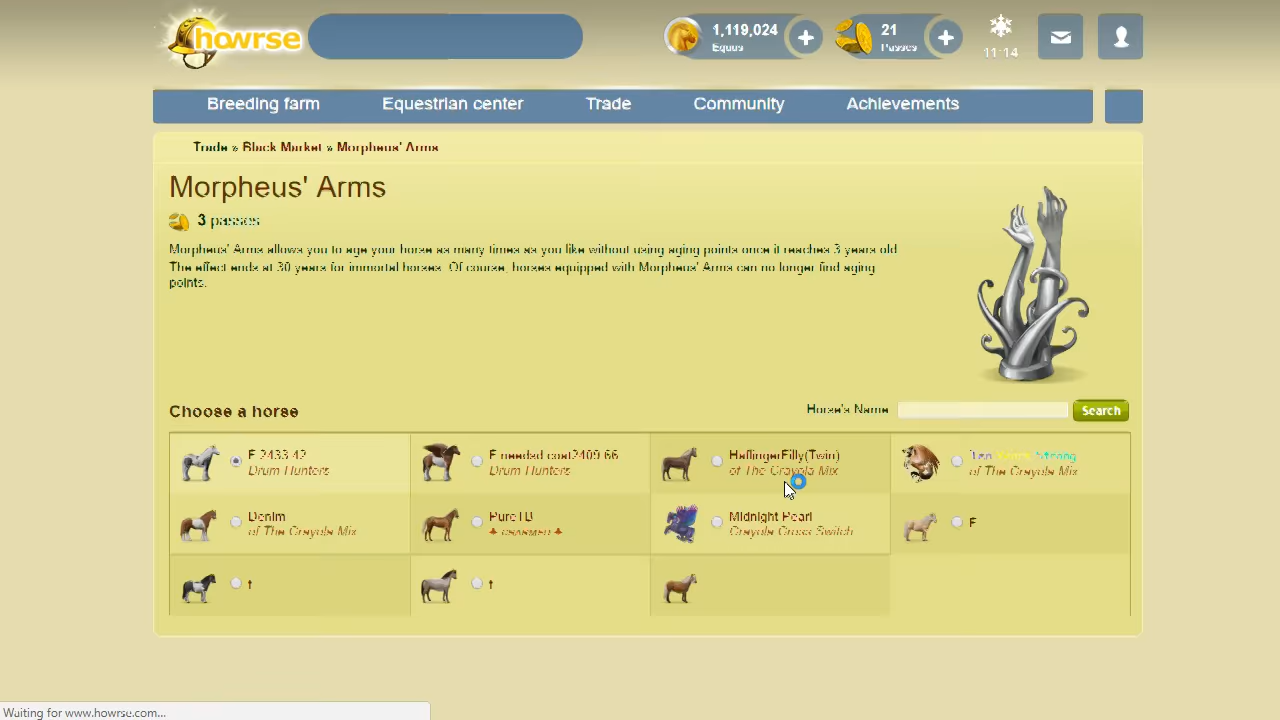 howrse
1,119,024
Equus
21
Passes
11:14
Breeding farm
Equestrian center
Trade
Community
Achievements
Trade » Black Market » Morpheus' Arms
Morpheus' Arms
3 passes
Morpheus' Arms allows you to age your horse as many times as you like without using aging points once it reaches 3 years old
The effect ends at 30 years for immortal horses. Of course, horses equipped with Morpheus' Arms can no longer find aging
points.
Choose a horse
Horse's Name
Search
F 2433.42
Drum Hunters
F needed coat2409.66
Drum Hunters
HaflingerFilly(Twin)
of The Crayola Mix
Strong
of The Crayola Mix
Denim
of The Crayola Mix
PureTB
Midnight Pearl
Crayola Cross Switch
F
Waiting for www.howrse.com...